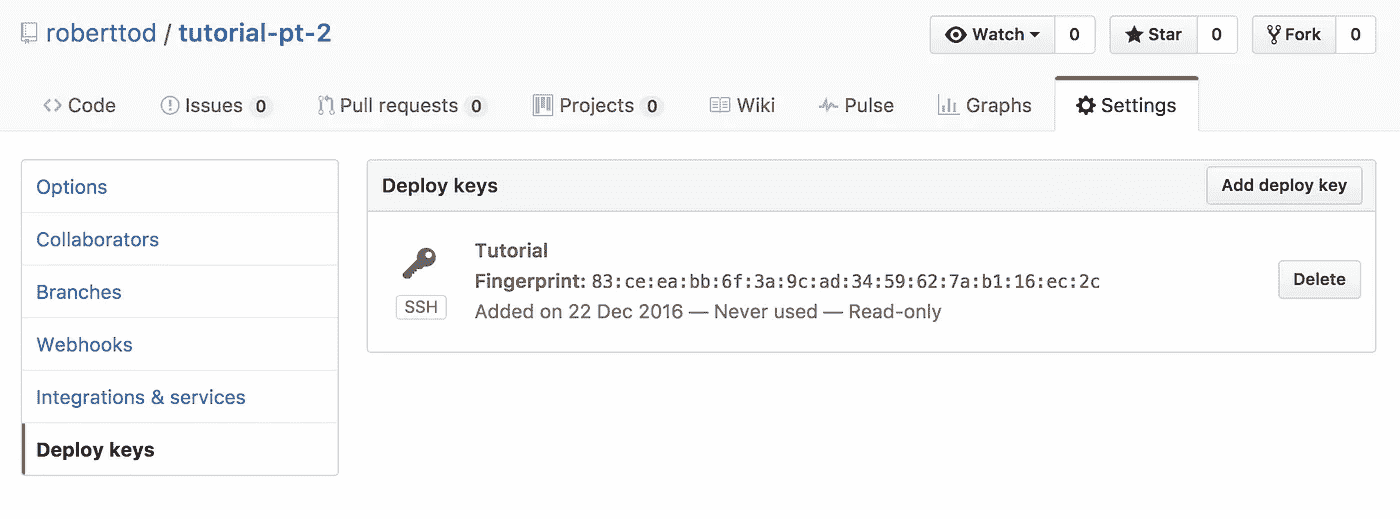 roberttod / tutorial-pt-2
Watch 0 Star 0 Fork 0
Code Issues 0 Pull requests 0 Projects 0 Wiki Pulse Graphs Settings
Options
Collaborators
Branches
Webhooks
Integrations & services
Deploy keys
Deploy keys Add deploy key
Tutorial
Fingerprint: 83:ce:ea:bb:6f:3a:9c:ad:34:59:62:7a:b1:16:ec:2c
SSH
Added on 22 Dec 2016 — Never used — Read-only
Delete